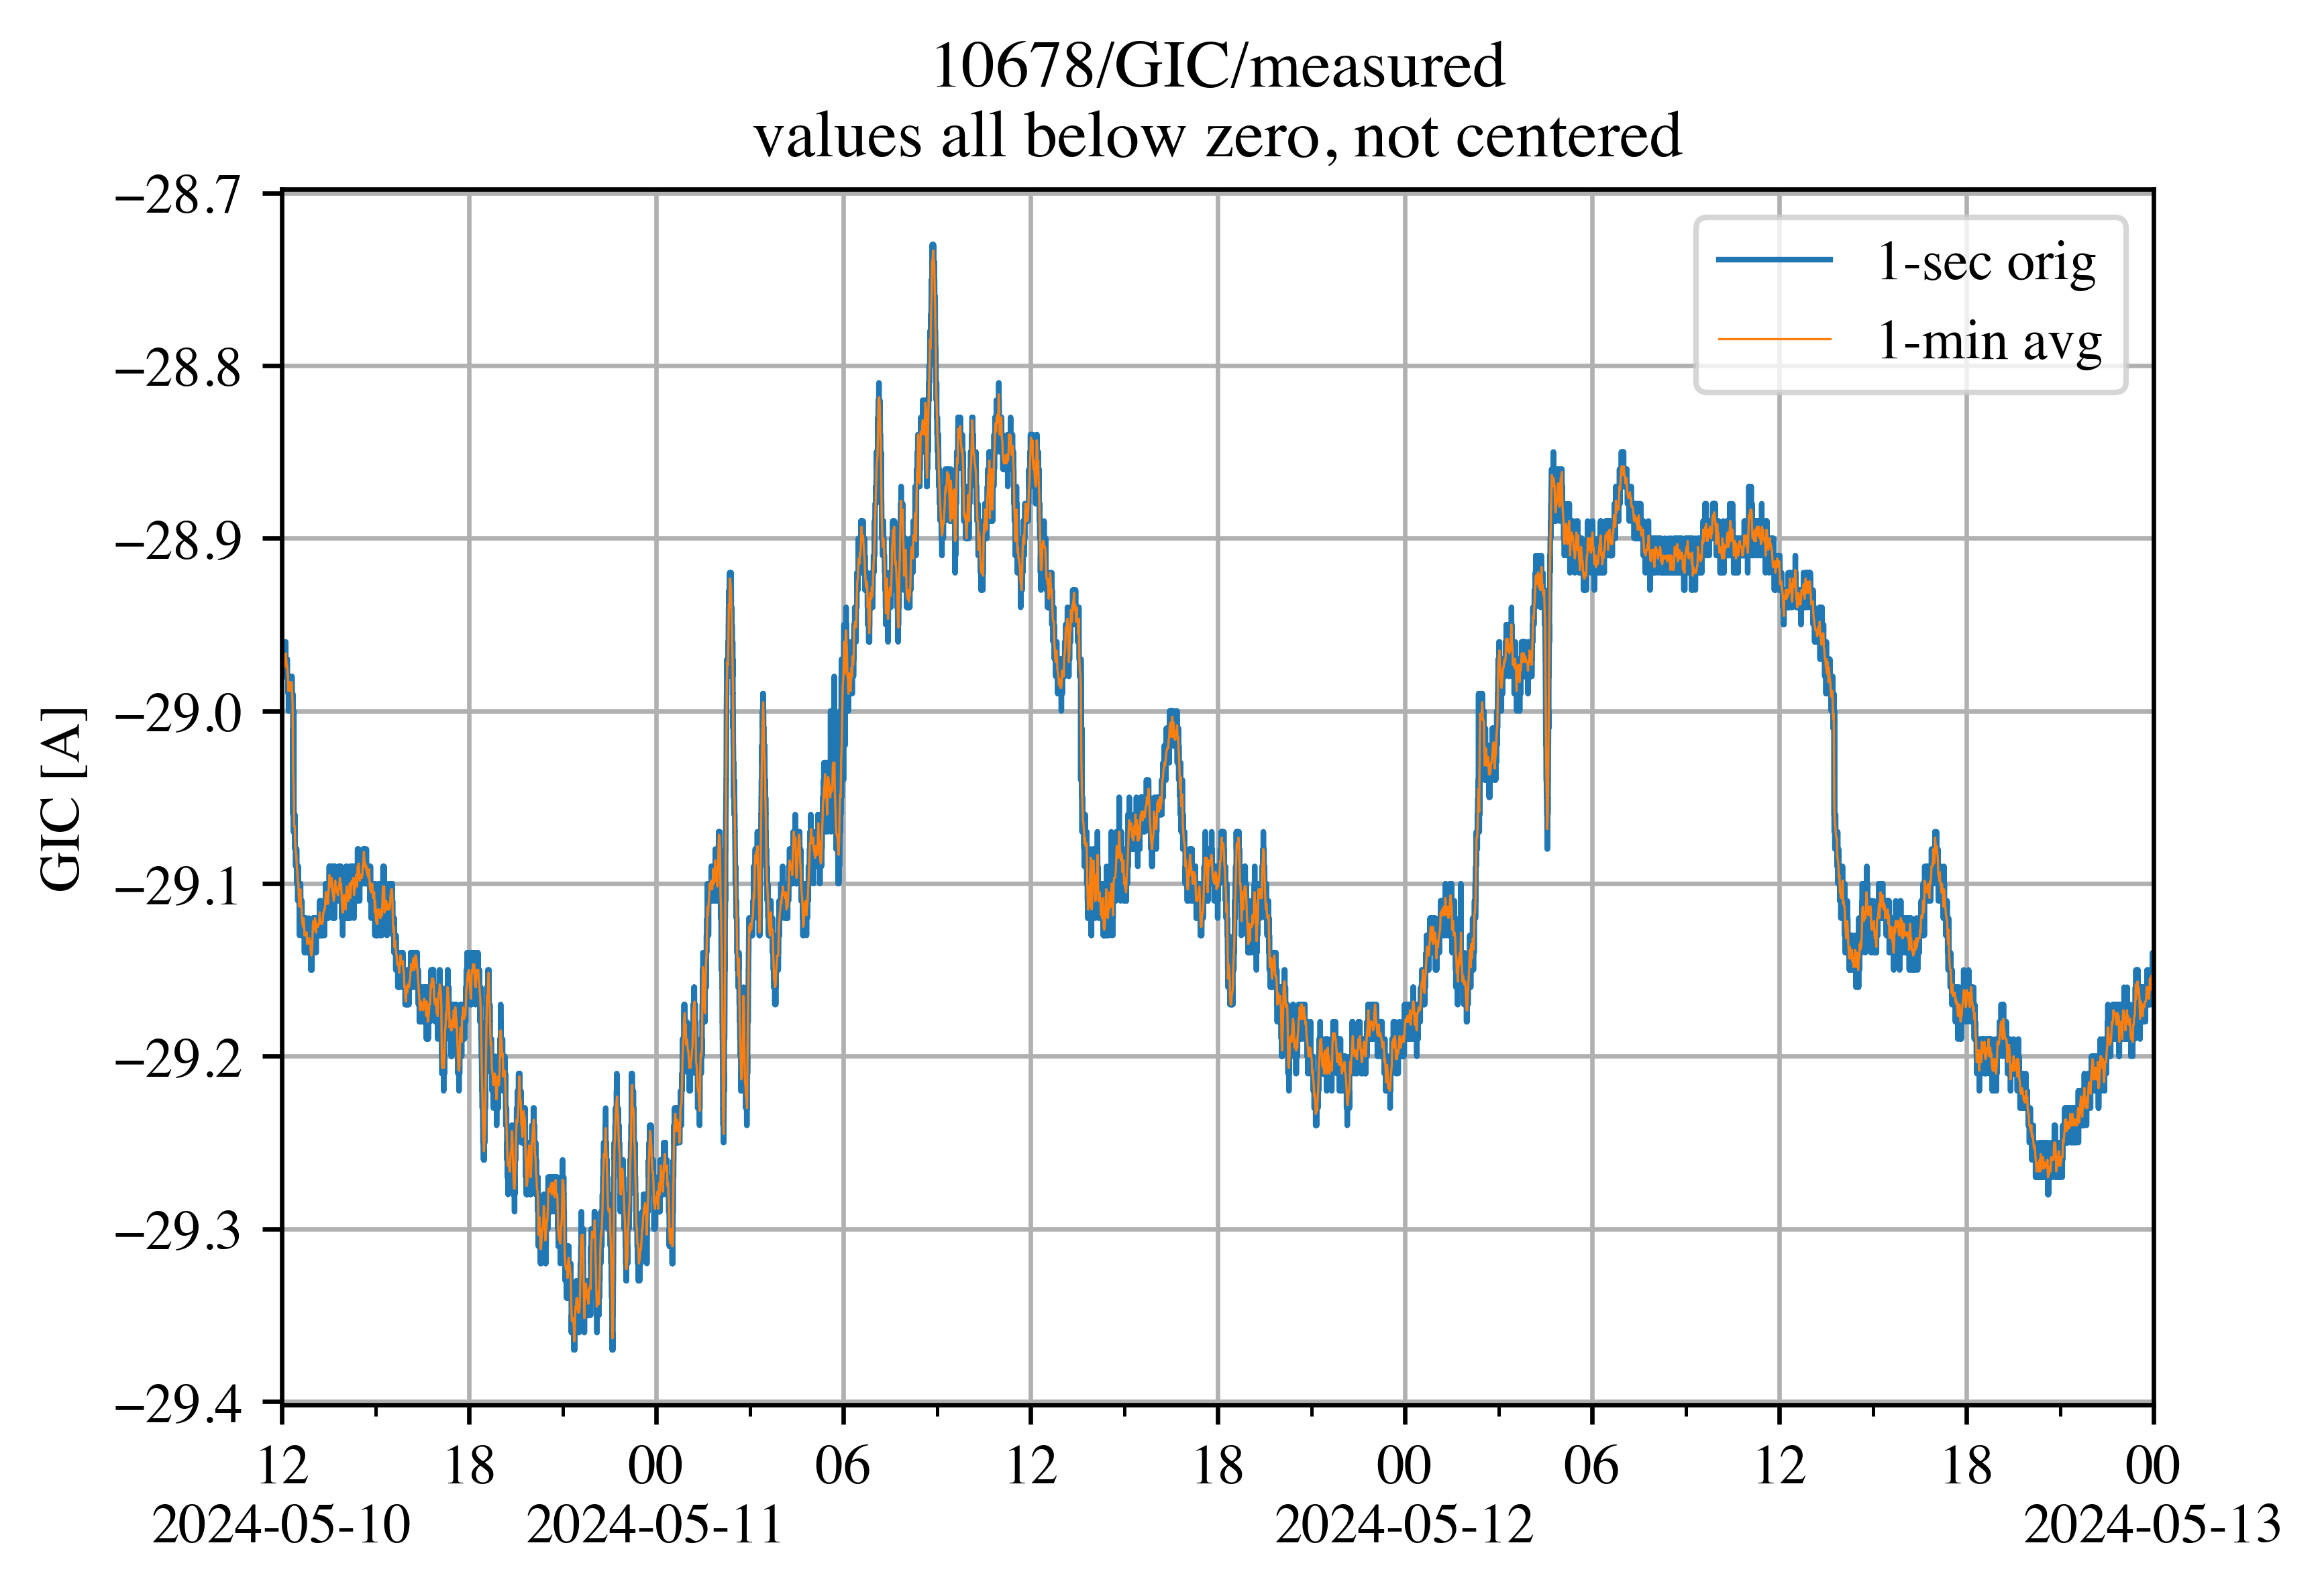 10678/GIC/measured
values all below zero, not centered
1-sec orig
1-min avg
GIC [A]
−28.7
−28.8
−28.9
−29.0
−29.1
−29.2
−29.3
−29.4
12 18 00 06 12 18 00 06 12 18 00
2024-05-10 2024-05-11 2024-05-12 2024-05-13